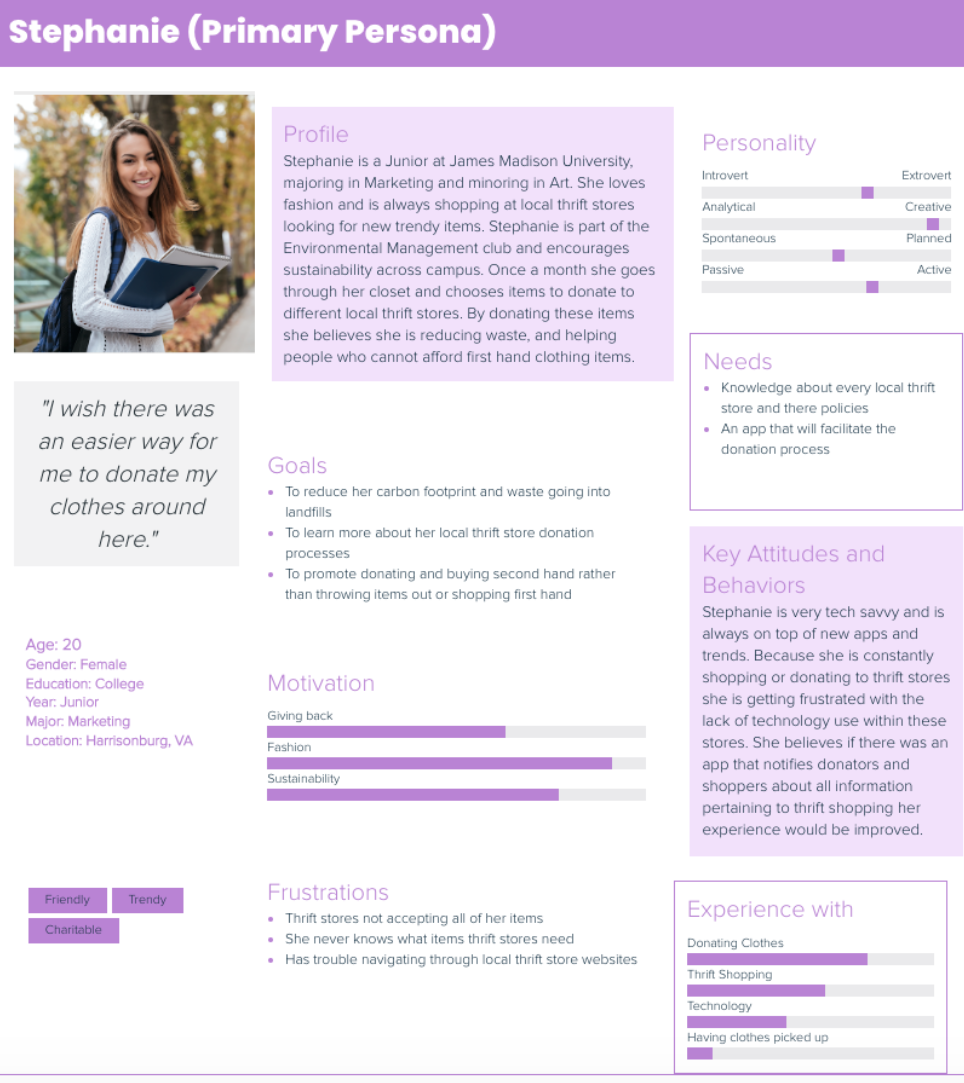 Stephanie (Primary Persona)
Profile
Stephanie is a Junior at James Madison University,
majoring in Marketing and minoring in Art. She loves
fashion and is always shopping at local thrift stores
looking for new trendy items. Stephanie is part of the
Environmental Management club and encourages
sustainability across campus. Once a month she goes
through her closet and chooses items to donate to
different local thrift stores. By donating these items
she believes she is reducing waste, and helping
people who cannot afford first hand clothing items.
Personality
Introvert Extrovert
Analytical Creative
Spontaneous Planned
Passive Active
"I wish there was
an easier way for
me to donate my
clothes around
here."
Goals
To reduce her carbon footprint and waste going into
landfills
To learn more about her local thrift store donation
processes
To promote donating and buying second hand rather
than throwing items out or shopping first hand
Needs
Knowledge about every local thrift
store and there policies
An app that will facilitate the
donation process
Key Attitudes and
Behaviors
Stephanie is very tech savvy and is
always on top of new apps and
trends. Because she is constantly
shopping or donating to thrift stores
she is getting frustrated with the
lack of technology use within these
stores. She believes if there was an
app that notifies donators and
shoppers about all information
pertaining to thrift shopping her
experience would be improved.
Age: 20
Gender: Female
Education: College
Year: Junior
Major: Marketing
Location: Harrisonburg, VA
Motivation
Giving back
Fashion
Sustainability
Friendly Trendy
Charitable
Frustrations
Thrift stores not accepting all of her items
She never knows what items thrift stores need
Has trouble navigating through local thrift store websites
Experience with
Donating Clothes
Thrift Shopping
Technology
Having clothes picked up